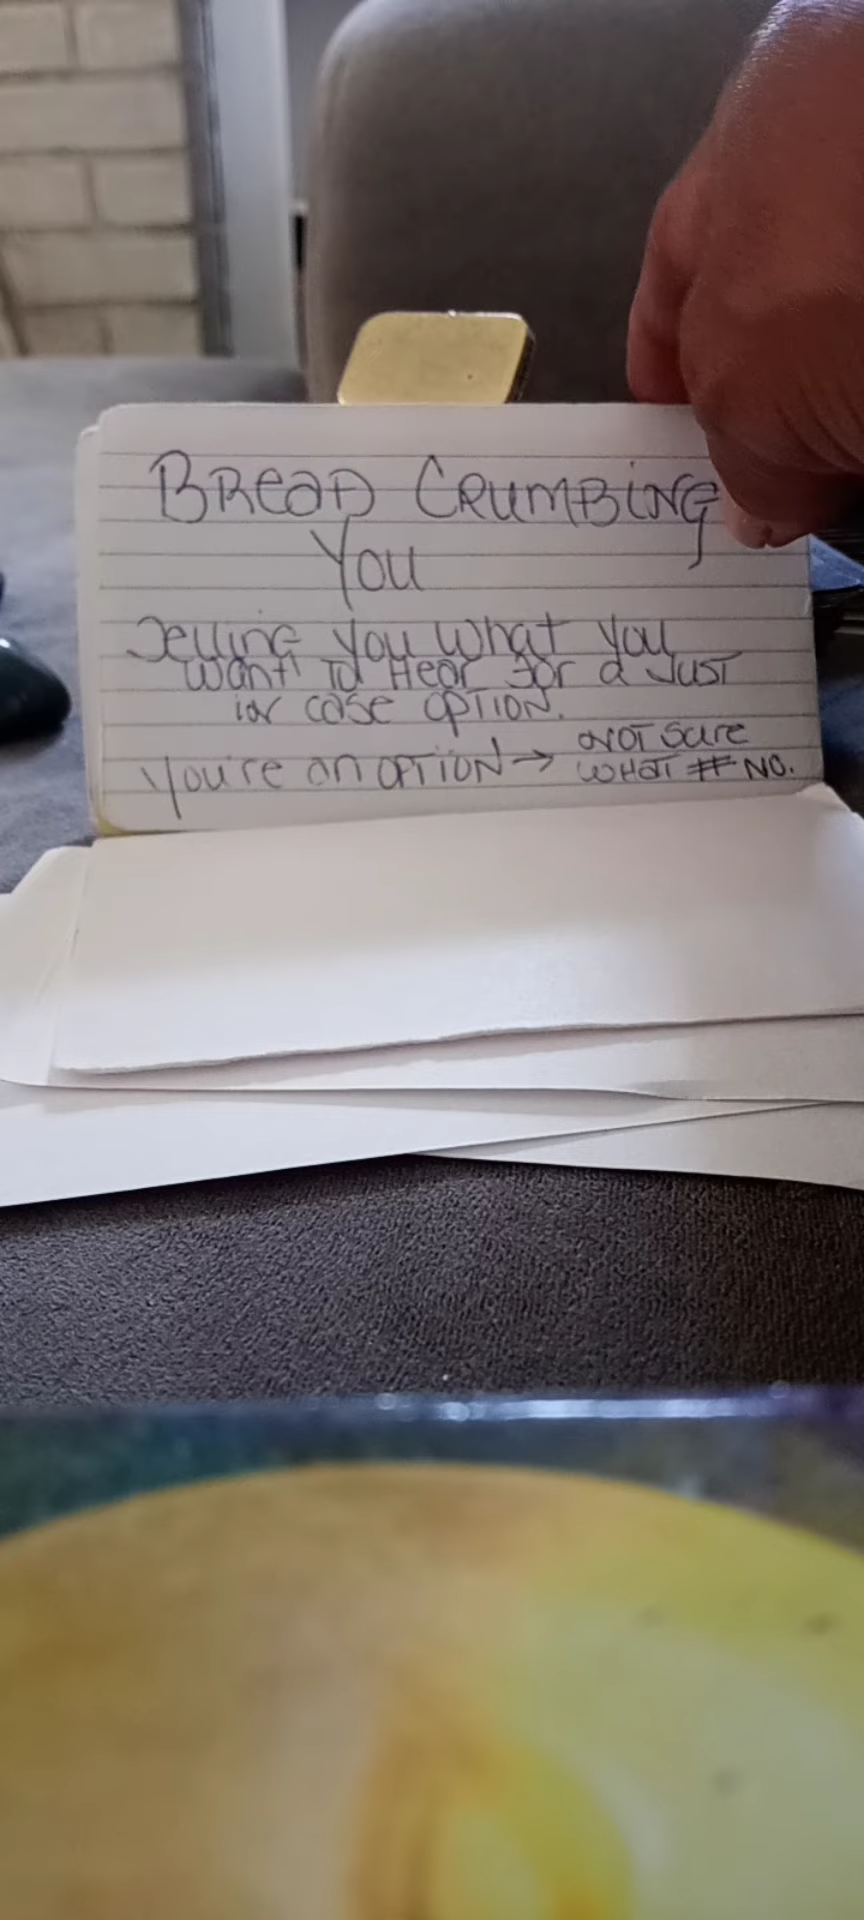 BREAD CRUMBING
YOU
Telling you what you
want to Hear for a Just
in case option.
You're an option → NOT sure
what # NO.